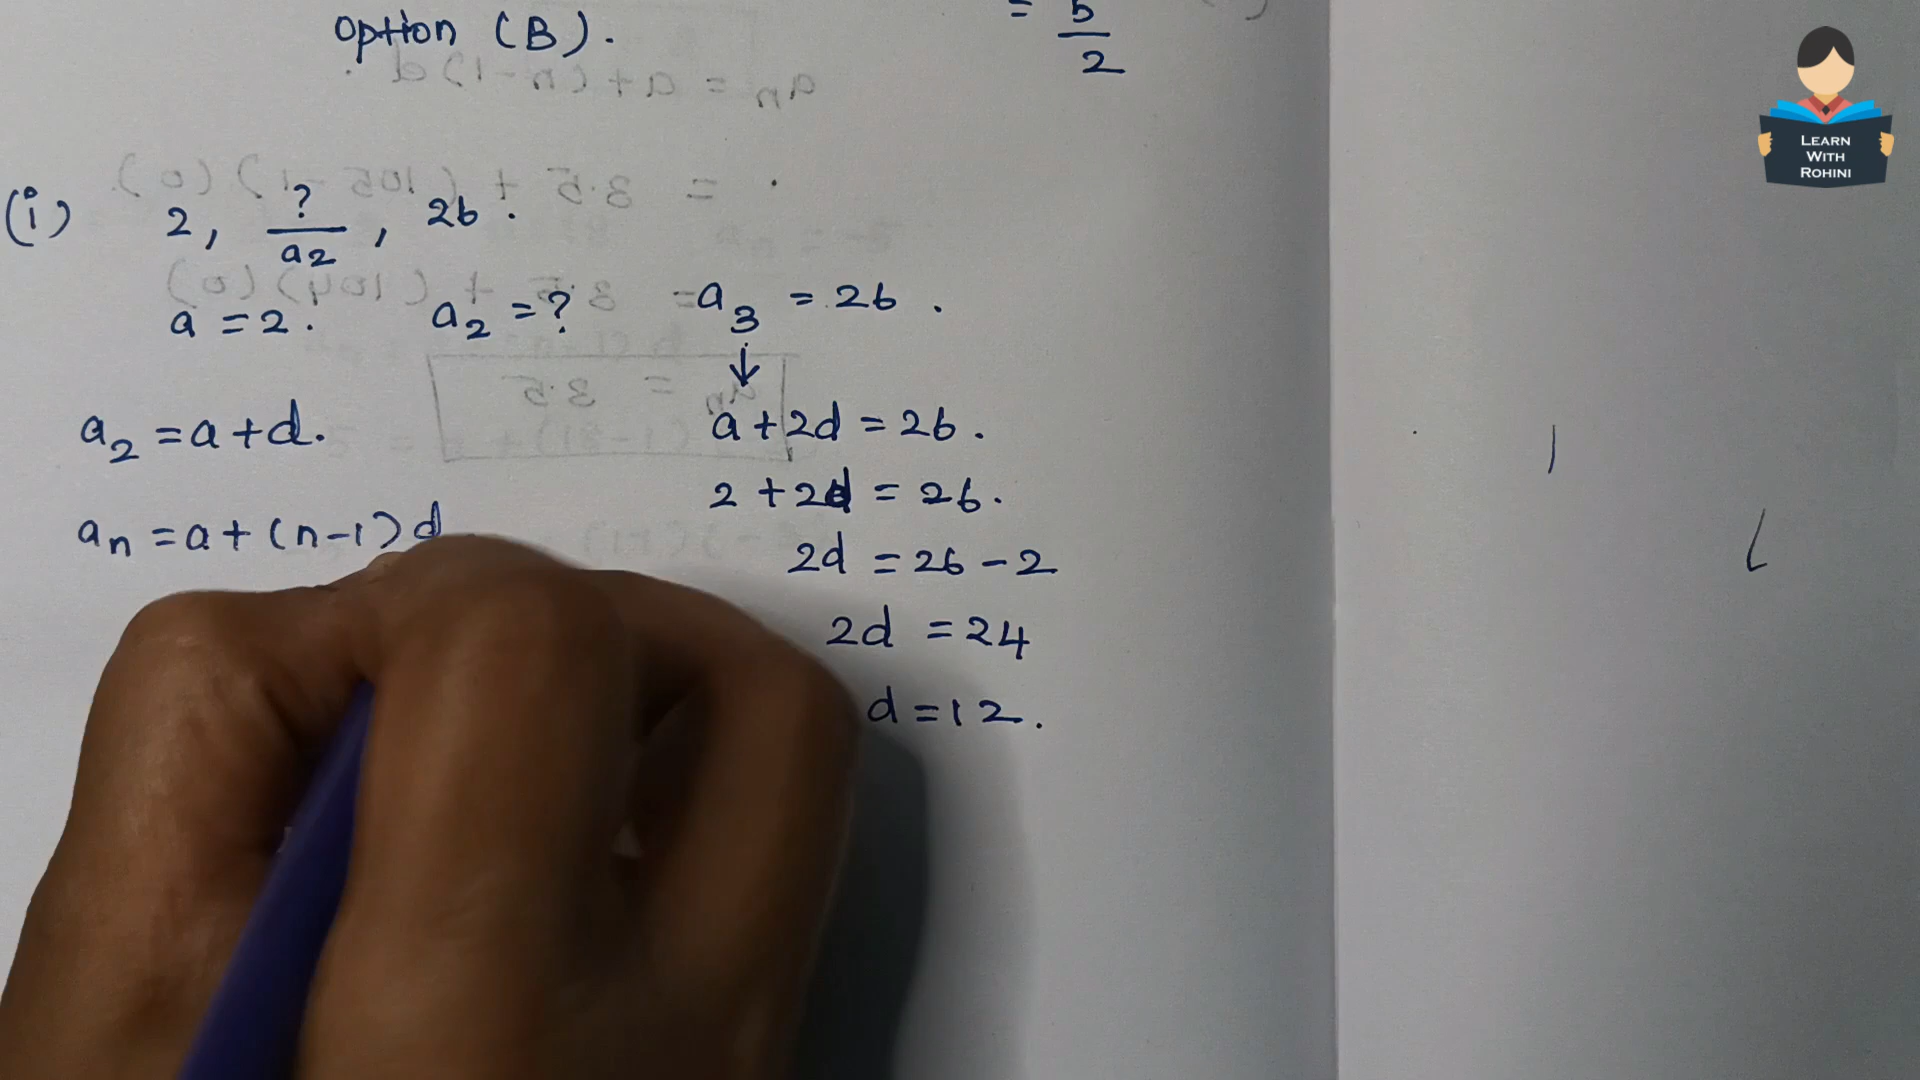 Option (B).
= 5/2
(i) 2, ?/a₂, 26.
a = 2. a₂ = ? a₃ = 26.
↓
a₂ = a + d. a + 2d = 26.
2 + 2d = 26.
aₙ = a + (n-1) d
2d = 26 - 2
2d = 24
d = 12.
LEARN
WITH
ROHINI